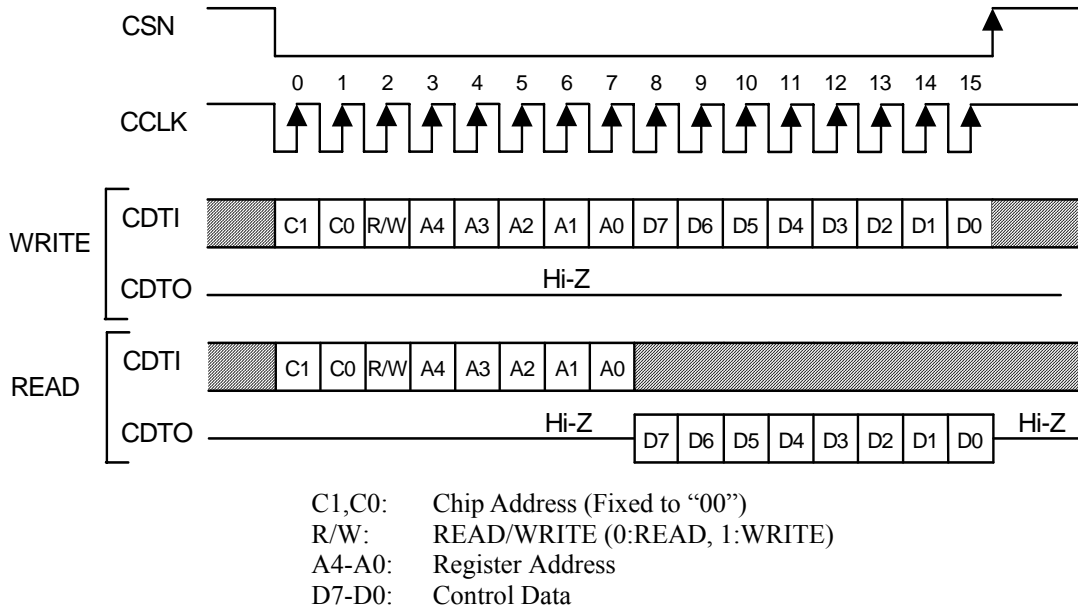 CSN
0 1 2 3 4 5 6 7 8 9 10 11 12 13 14 15
CCLK
WRITE
CDTI C1 C0 R/W A4 A3 A2 A1 A0 D7 D6 D5 D4 D3 D2 D1 D0
CDTO Hi-Z
READ
CDTI C1 C0 R/W A4 A3 A2 A1 A0
CDTO Hi-Z D7 D6 D5 D4 D3 D2 D1 D0 Hi-Z
C1,C0: Chip Address (Fixed to “00”)
R/W: READ/WRITE (0:READ, 1:WRITE)
A4-A0: Register Address
D7-D0: Control Data